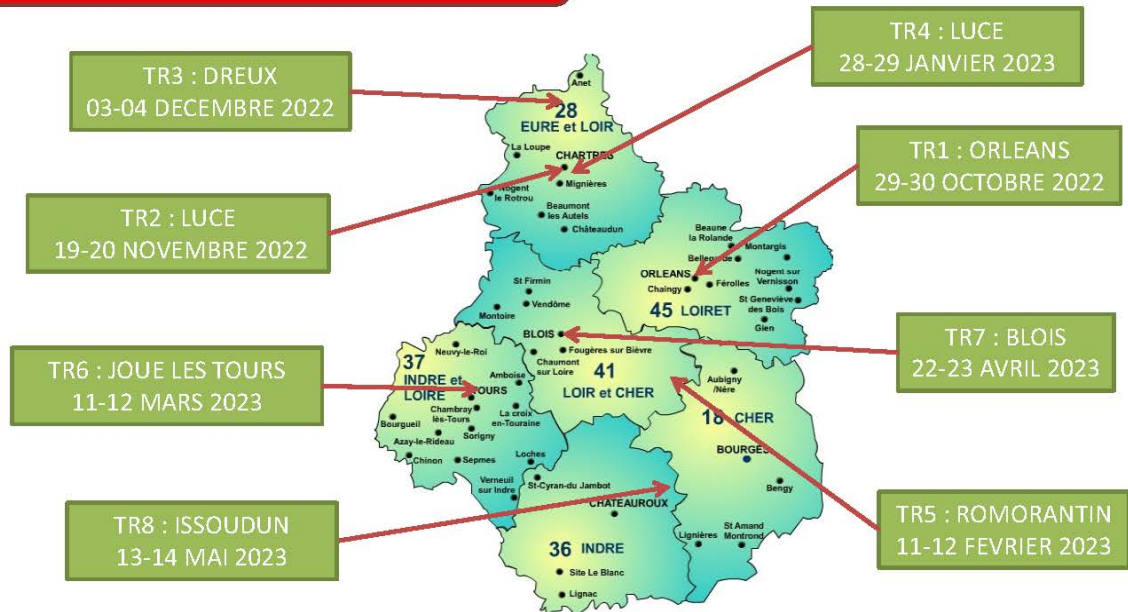 TR4 : LUCE
28-29 JANVIER 2023
TR3 : DREUX
03-04 DECEMBRE 2022
TR1 : ORLEANS
29-30 OCTOBRE 2022
TR2 : LUCE
19-20 NOVEMBRE 2022
TR7 : BLOIS
22-23 AVRIL 2023
TR6 : JOUE LES TOURS
11-12 MARS 2023
TR5 : ROMORANTIN
11-12 FEVRIER 2023
TR8 : ISSOUDUN
13-14 MAI 2023
Anet
28
EURE et LOIR
La Loupe
CHARTRES
Mignières
Nogent
le Rotrou
Beaumont
les Autels
Châteaudun
Beaune
la Rolande
Montargis
Bellegarde
ORLEANS
Chaingy
Férolles
Nogent sur
Vernisson
45 LOIRET
St Geneviève
des Bois
Gien
St Firmin
Vendôme
Montoire
BLOIS
Fougères sur Bièvre
Chaumont
sur Loire
41
LOIR et CHER
Neuvy-le-Roi
37
INDRE et
LOIRE
Amboise
TOURS
Chambray
lès-Tours
La croix
en-Touraine
Bourgueil
Sorigny
Azay-le-Rideau
Chinon
Sepmes
Loches
Verneuil
sur Indre
Aubigny
/Nére
18 CHER
BOURGES
Bengy
Lignières
St Amand
Montrond
St-Cyran-du Jambot
CHATEAUROUX
36 INDRE
Site Le Blanc
Lignac